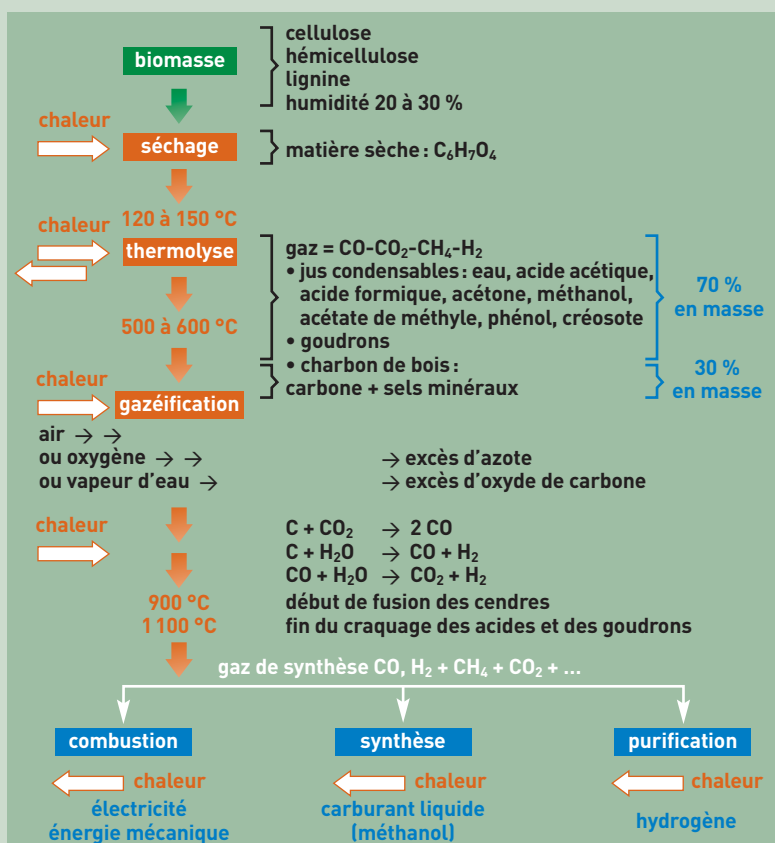 biomasse
cellulose
hémicellulose
lignine
humidité 20 à 30 %
chaleur
séchage
matière sèche : C₆H₇O₄
120 à 150 °C
chaleur
thermolyse
gaz = CO-CO₂-CH₄-H₂
• jus condensables : eau, acide acétique,
acide formique, acétone, méthanol,
acétate de méthyle, phénol, créosote
• goudrons
70 %
en masse
500 à 600 °C
• charbon de bois :
carbone + sels minéraux
30 %
en masse
chaleur
gazéification
air → →
ou oxygène → → → excès d'azote
ou vapeur d'eau → → excès d'oxyde de carbone
chaleur
C + CO₂ → 2 CO
C + H₂O → CO + H₂
CO + H₂O → CO₂ + H₂
900 °C début de fusion des cendres
1 100 °C fin du craquage des acides et des goudrons
gaz de synthèse CO, H₂ + CH₄ + CO₂ + ...
combustion
chaleur
électricité
énergie mécanique
synthèse
chaleur
carburant liquide
(méthanol)
purification
chaleur
hydrogène